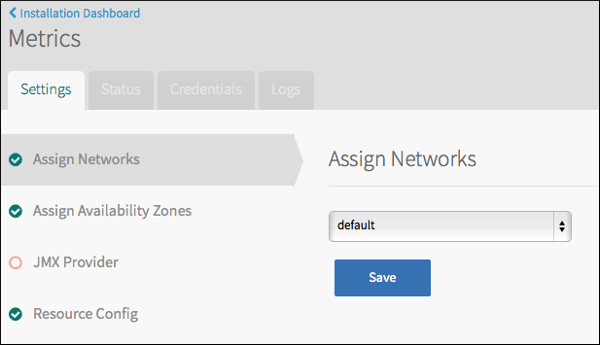 Installation Dashboard
Metrics
Settings Status Credentials Logs
Assign Networks
Assign Availability Zones
JMX Provider
Resource Config
Assign Networks
default
Save